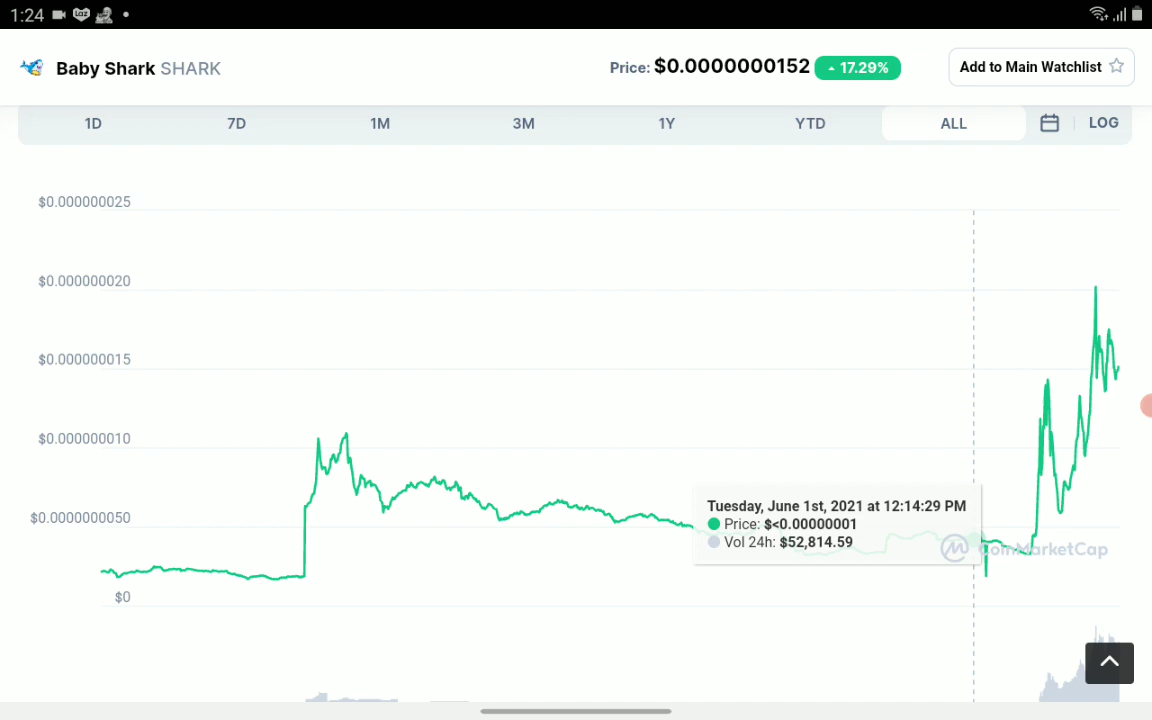 1:24
Laz
Baby Shark SHARK
Price: $0.0000000152 17.29%
Add to Main Watchlist
1D 7D 1M 3M 1Y YTD ALL LOG
$0.000000025
$0.000000020
$0.000000015
$0.000000010
$0.0000000050
$0
Tuesday, June 1st, 2021 at 12:14:29 PM
Price: $<0.00000001
Vol 24h: $52,814.59
CoinMarketCap